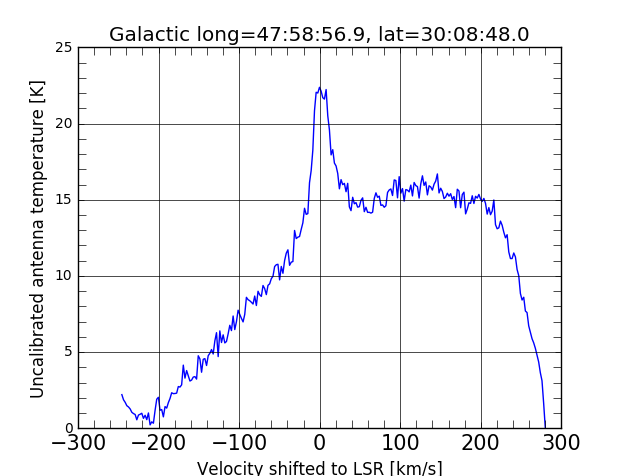 Galactic long=47:58:56.9, lat=30:08:48.0
Uncalibrated antenna temperature [K]
25
20
15
10
5
0
−300 −200 −100 0 100 200 300
Velocity shifted to LSR [km/s]